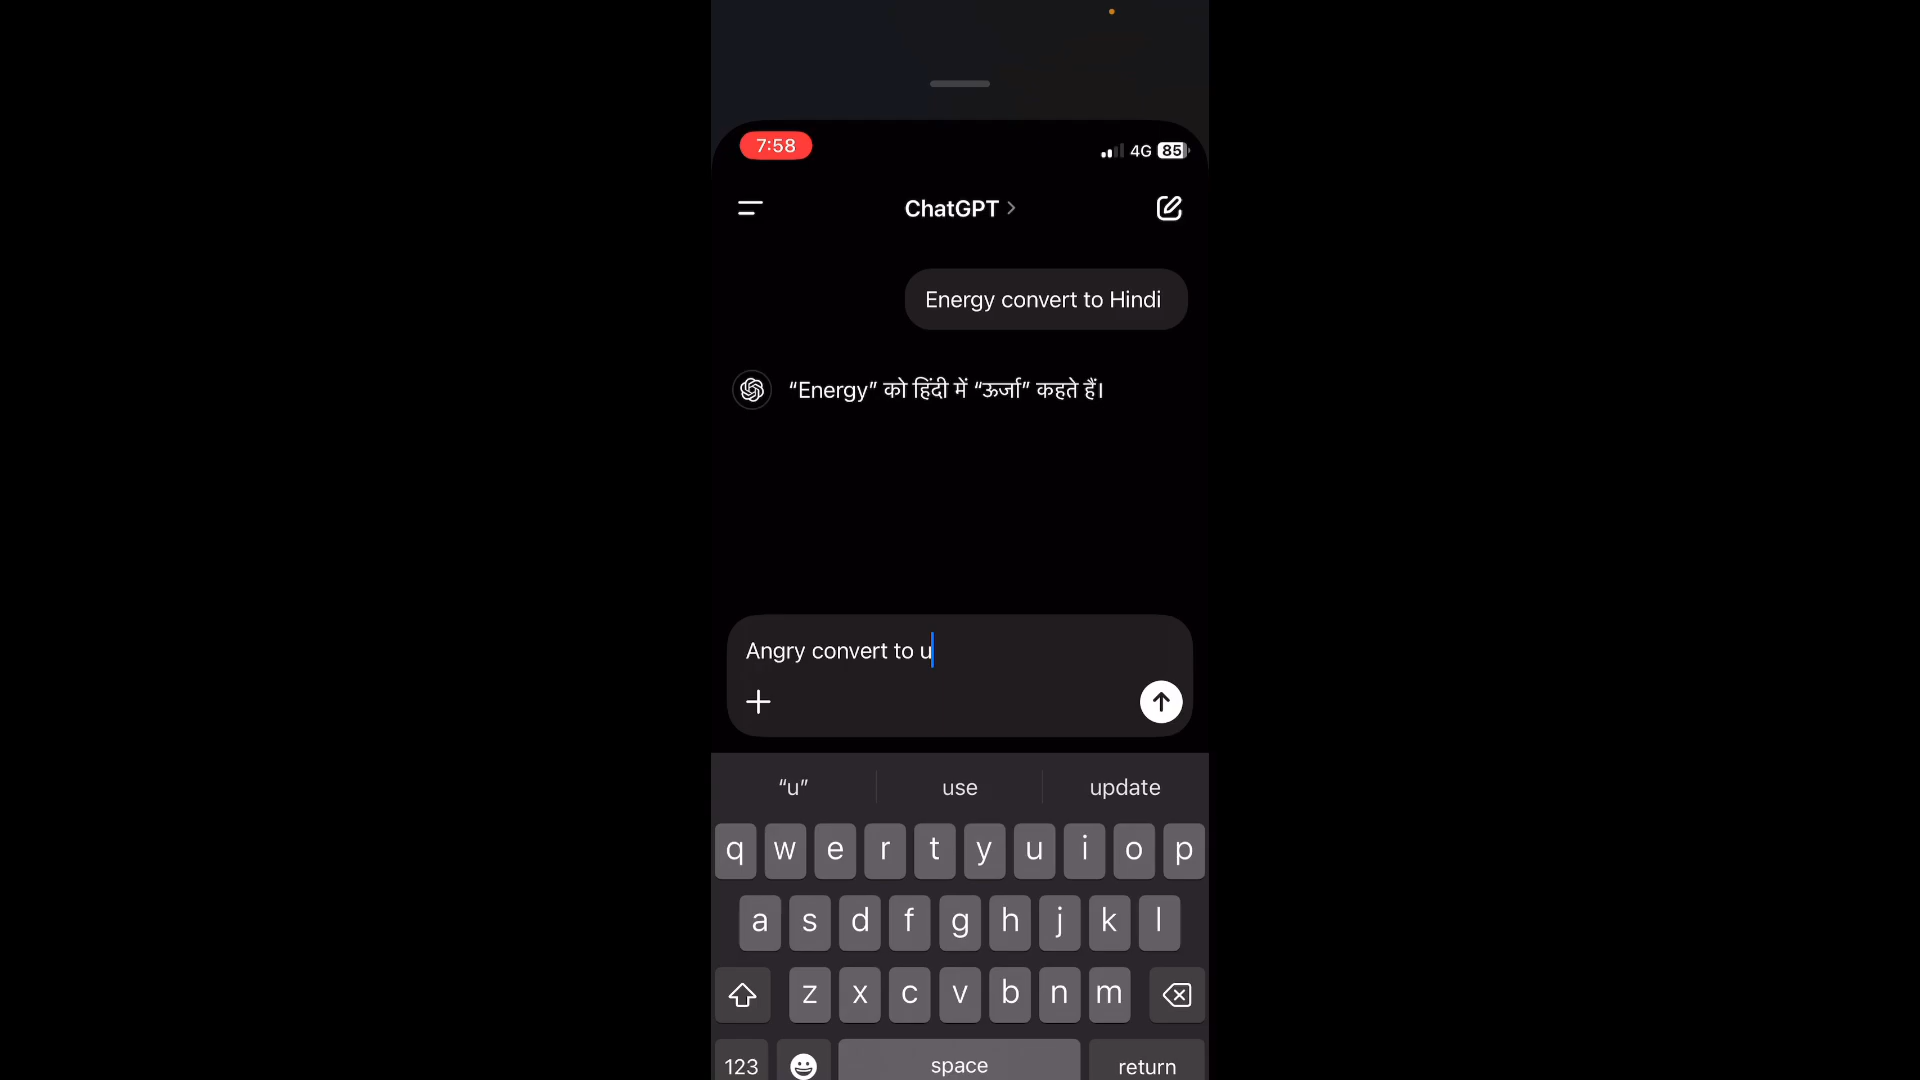 7:58
4G 85
ChatGPT
Energy convert to Hindi
“Energy” को हिंदी में “ऊर्जा” कहते हैं।
Angry convert to u
“u” use update
q w e r t y u i o p
a s d f g h j k l
z x c v b n m
123 space return